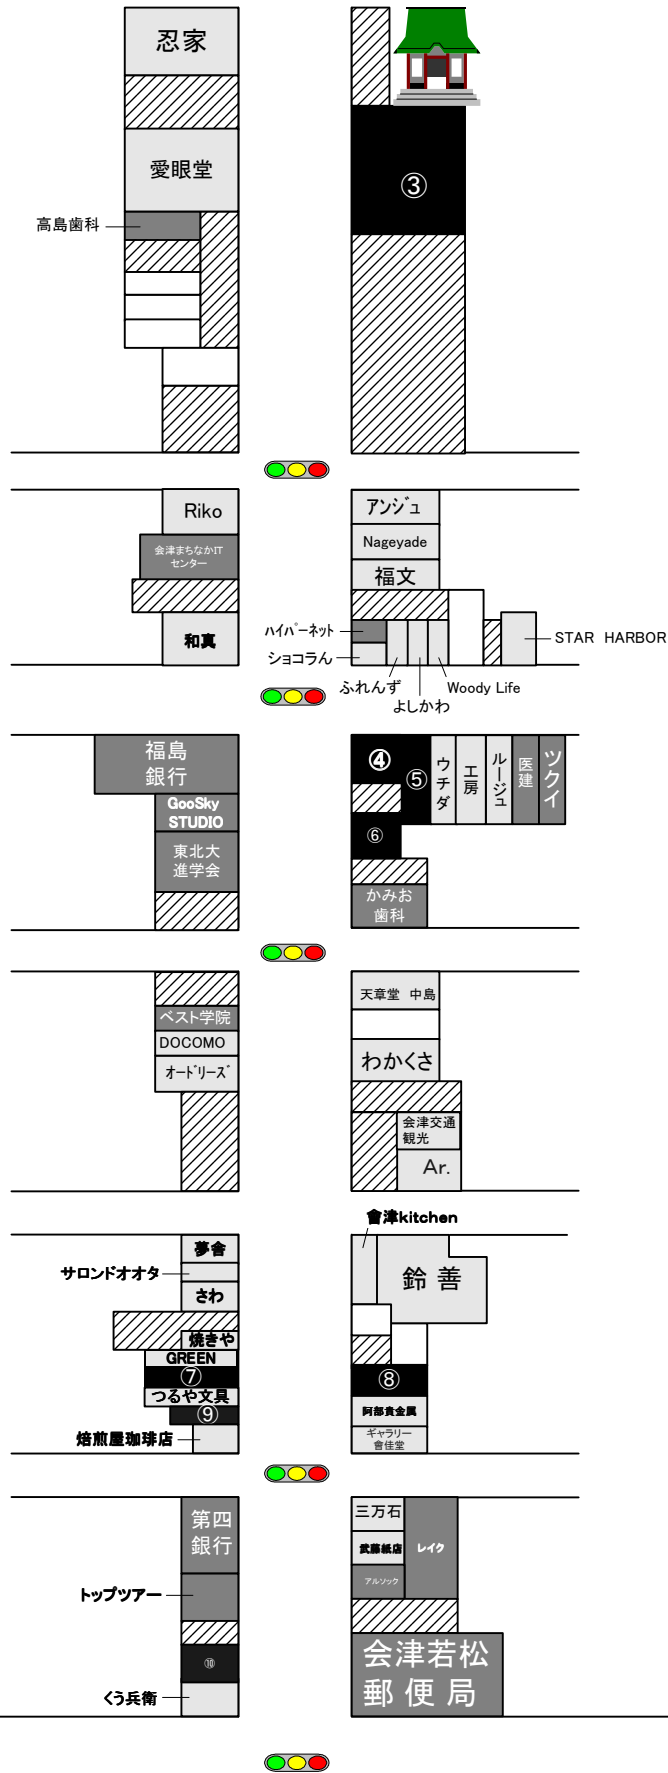 忍家
愛眼堂
③
高島歯科
Riko
会津まちなかIT
センター
和真
アンジュ
Nageyade
福文
ハイパーネット
ショコらん
ふれんず
よしかわ
Woody Life
STAR HARBOR
福島
銀行
GooSky
STUDIO
東北大
進学会
④
⑤
⑥
ウチダ
工房
ルージュ
医建
ツクイ
かみお
歯科
ベスト学院
DOCOMO
オードリーズ
天章堂 中島
わかくさ
会津交通
観光
Ar.
夢舎
サロンドオオタ
さわ
焼きや
GREEN
⑦
つるや文具
⑨
焙煎屋珈琲店
會津kitchen
鈴善
⑧
阿部貴金属
ギャラリー
會佳堂
第四
銀行
トップツアー
⑩
くう兵衛
三万石
武藤紙店
アルソック
レイク
会津若松
郵便局